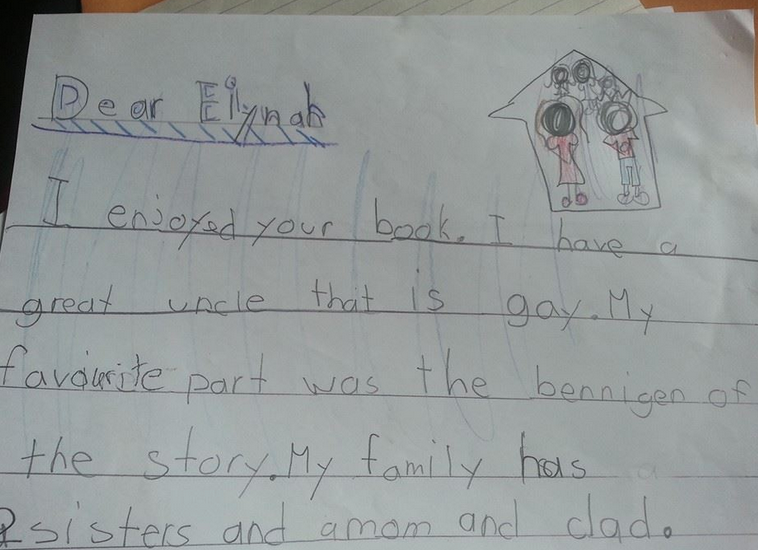 Dear Eilynah
I enjoyed your book. I have a
great uncle that is gay. My
favourite part was the bennigen of
the story. My family has
2 sisters and a mom and dad.